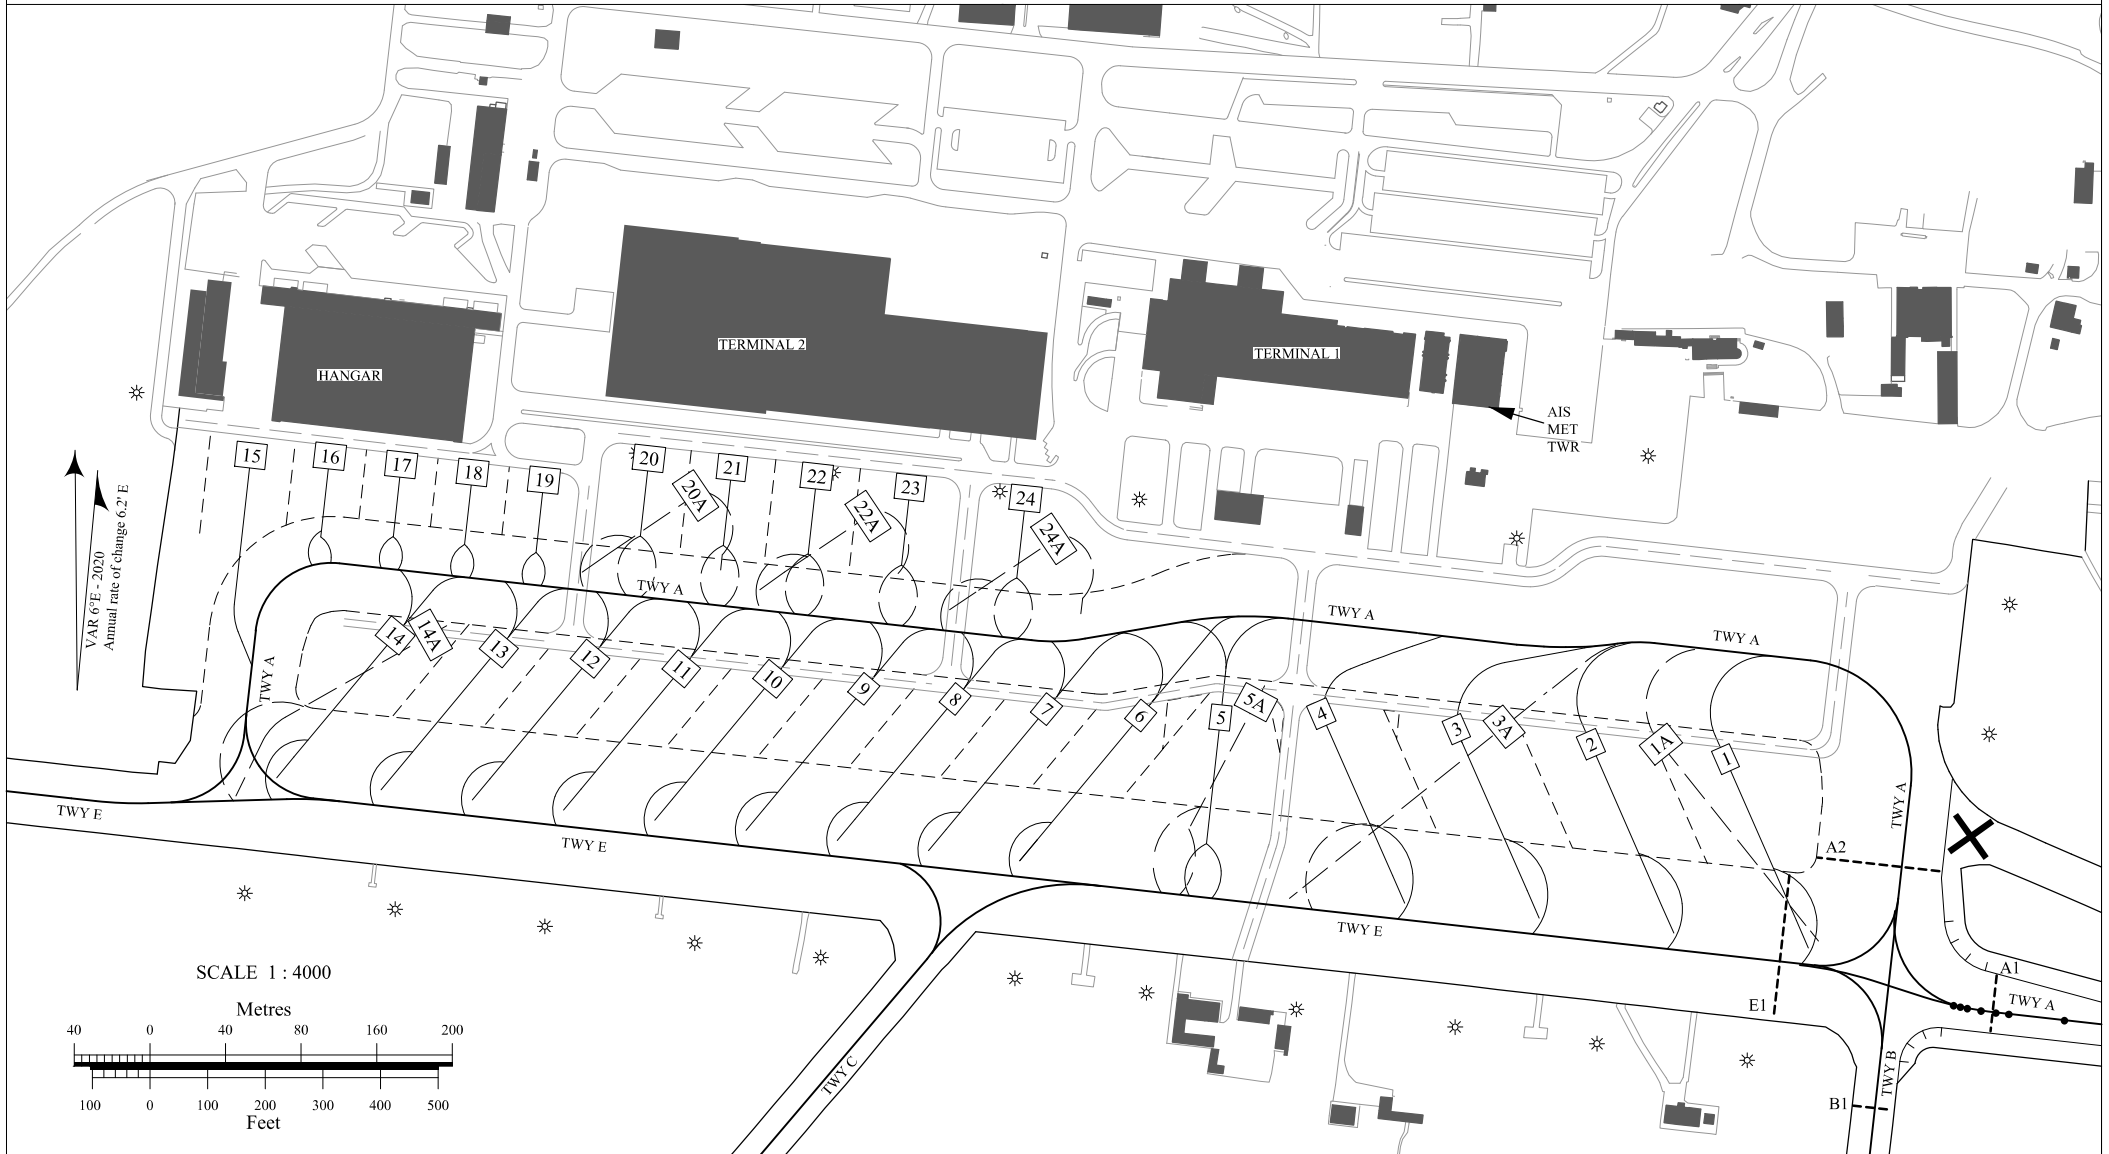 TERMINAL 2
TERMINAL 1
HANGAR
AIS
MET
TWR
15
16
17
18
19
20
21
22
23
24
20A
22A
24A
VAR 6°E - 2020
Annual rate of change 6.2' E
TWY A
TWY A
TWY A
TWY A
14
14A
13
12
11
10
9
8
7
6
5
5A
4
3
3A
2
1A
1
TWY A
TWY E
TWY E
TWY E
A2
E1
A1
TWY A
TWY B
B1
TWY C
SCALE 1 : 4000
Metres
40 0 40 80 160 200
100 0 100 200 300 400 500
Feet